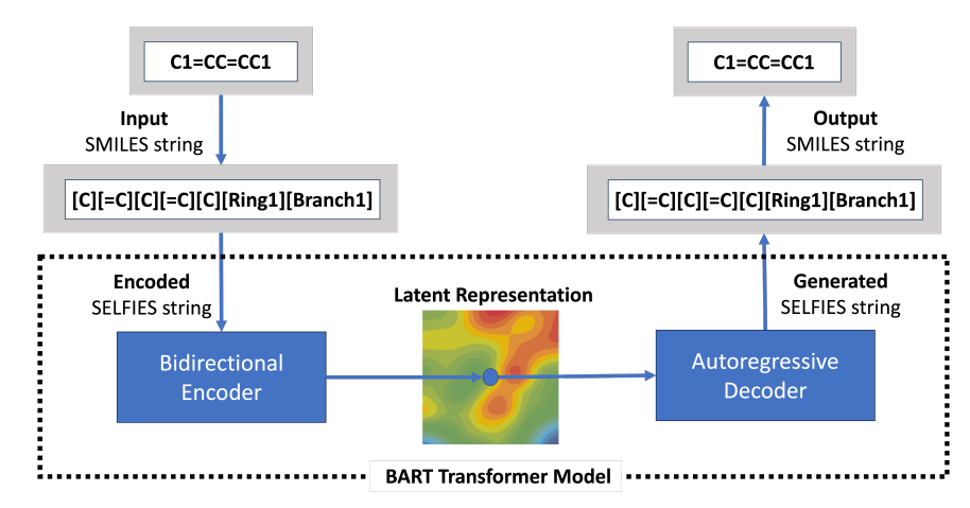 C1=CC=CC1
Input
SMILES string
[C][=C][C][=C][C][Ring1][Branch1]
Encoded
SELFIES string
Bidirectional
Encoder
Latent Representation
Autoregressive
Decoder
Generated
SELFIES string
[C][=C][C][=C][C][Ring1][Branch1]
Output
SMILES string
C1=CC=CC1
BART Transformer Model